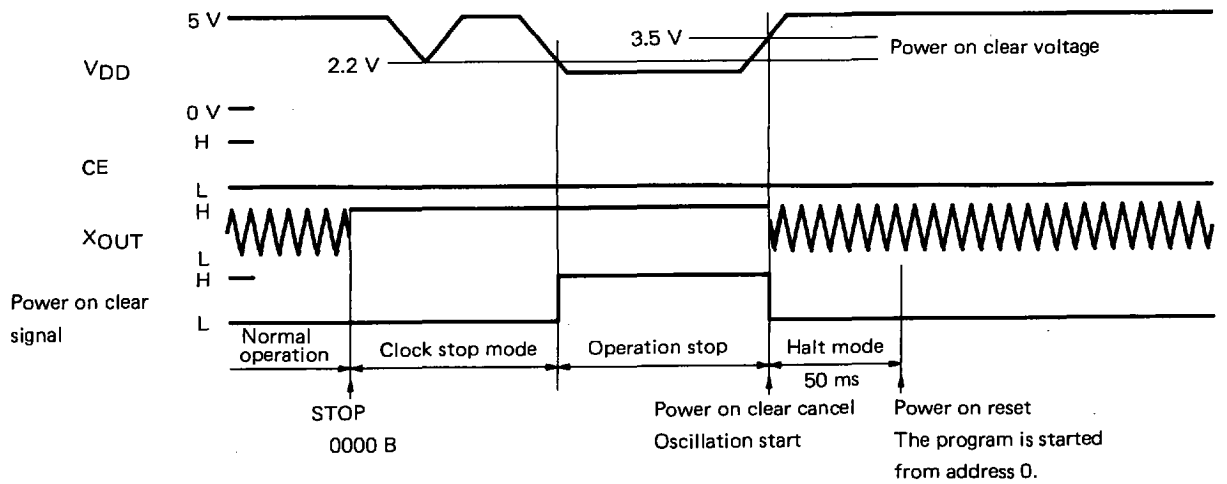 5 V
3.5 V
Power on clear voltage
2.2 V
VDD
0 V
H
CE
L
H
XOUT
L
H
Power on clear
signal
L
Normal
operation
Clock stop mode
Operation stop
Halt mode
50 ms
STOP
0000 B
Power on clear cancel
Oscillation start
Power on reset
The program is started
from address 0.